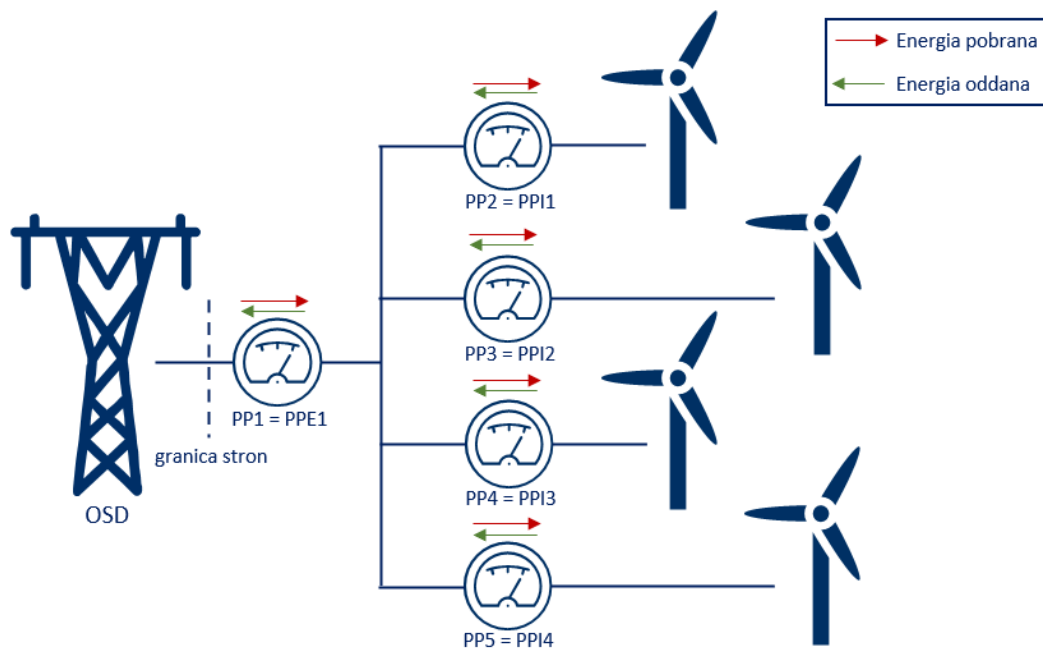 Energia pobrana
Energia oddana
PP2 = PPI1
PP3 = PPI2
PP1 = PPE1
granica stron
PP4 = PPI3
OSD
PP5 = PPI4